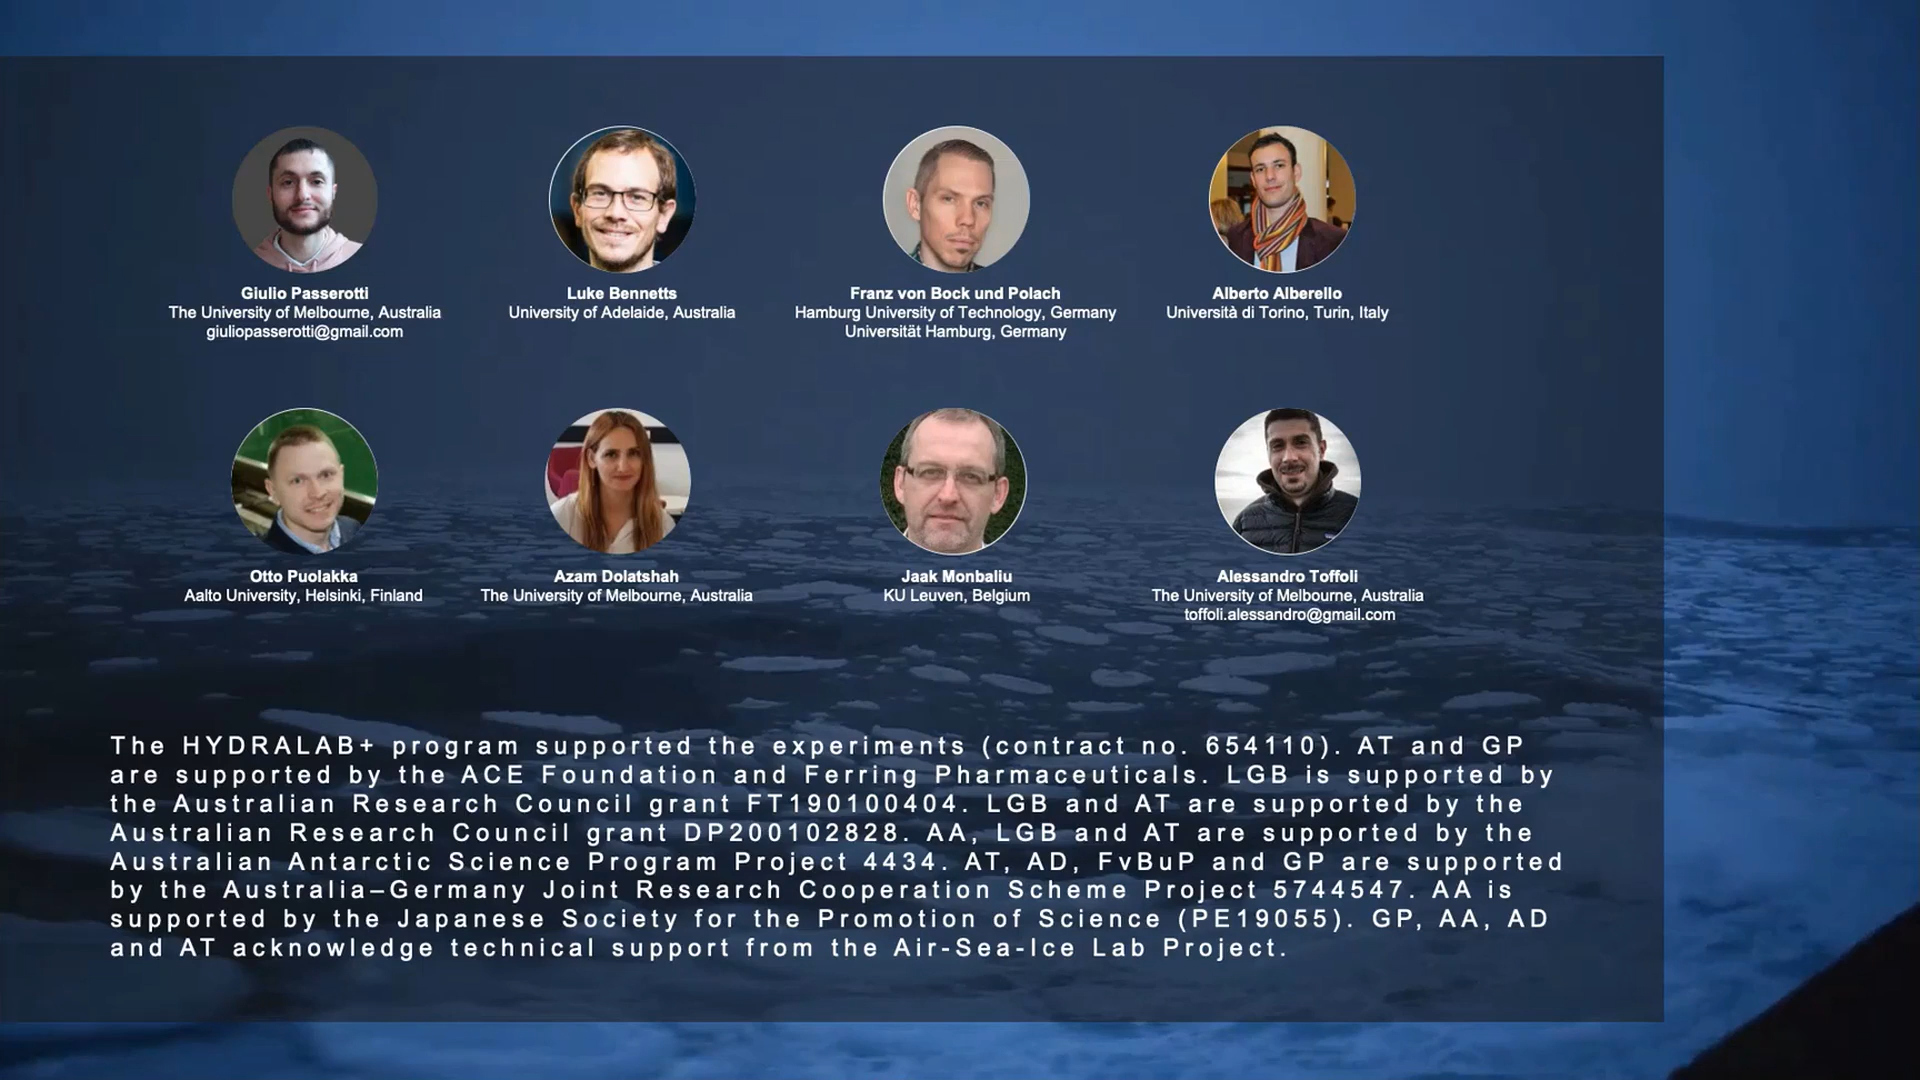 Giulio Passerotti
The University of Melbourne, Australia
giuliopasserotti@gmail.com
Luke Bennetts
University of Adelaide, Australia
Franz von Bock und Polach
Hamburg University of Technology, Germany
Universität Hamburg, Germany
Alberto Alberello
Università di Torino, Turin, Italy
Otto Puolakka
Aalto University, Helsinki, Finland
Azam Dolatshah
The University of Melbourne, Australia
Jaak Monbaliu
KU Leuven, Belgium
Alessandro Toffoli
The University of Melbourne, Australia
toffoli.alessandro@gmail.com
The HYDRALAB+ program supported the experiments (contract no. 654110). AT and GP
are supported by the ACE Foundation and Ferring Pharmaceuticals. LGB is supported by
the Australian Research Council grant FT190100404. LGB and AT are supported by the
Australian Research Council grant DP200102828. AA, LGB and AT are supported by the
Australian Antarctic Science Program Project 4434. AT, AD, FvBuP and GP are supported
by the Australia–Germany Joint Research Cooperation Scheme Project 5744547. AA is
supported by the Japanese Society for the Promotion of Science (PE19055). GP, AA, AD
and AT acknowledge technical support from the Air-Sea-Ice Lab Project.